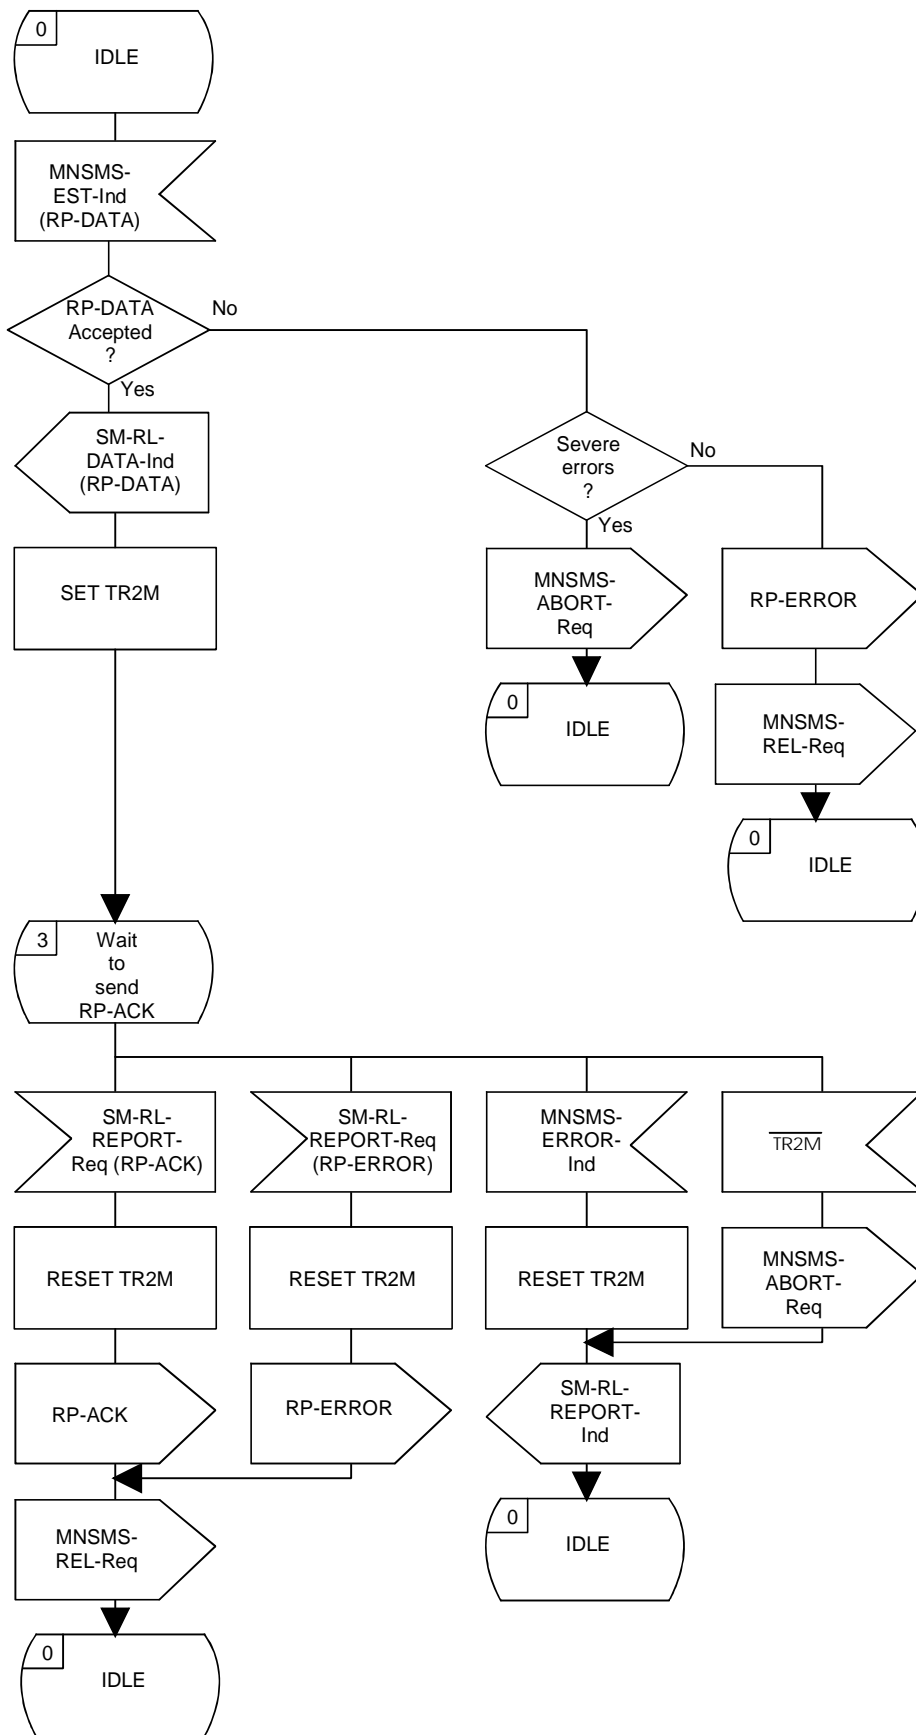 0
IDLE
MNSMS-
EST-Ind
(RP-DATA)
RP-DATA
Accepted
?
No
Yes
SM-RL-
DATA-Ind
(RP-DATA)
SET TR2M
Severe
errors
?
No
Yes
MNSMS-
ABORT-
Req
0
IDLE
RP-ERROR
MNSMS-
REL-Req
0
IDLE
3
Wait
to
send
RP-ACK
SM-RL-
REPORT-
Req (RP-ACK)
RESET TR2M
RP-ACK
SM-RL-
REPORT-Req
(RP-ERROR)
RESET TR2M
RP-ERROR
MNSMS-
REL-Req
0
IDLE
MNSMS-
ERROR-
Ind
RESET TR2M
TR2M
MNSMS-
ABORT-
Req
SM-RL-
REPORT-
Ind
0
IDLE